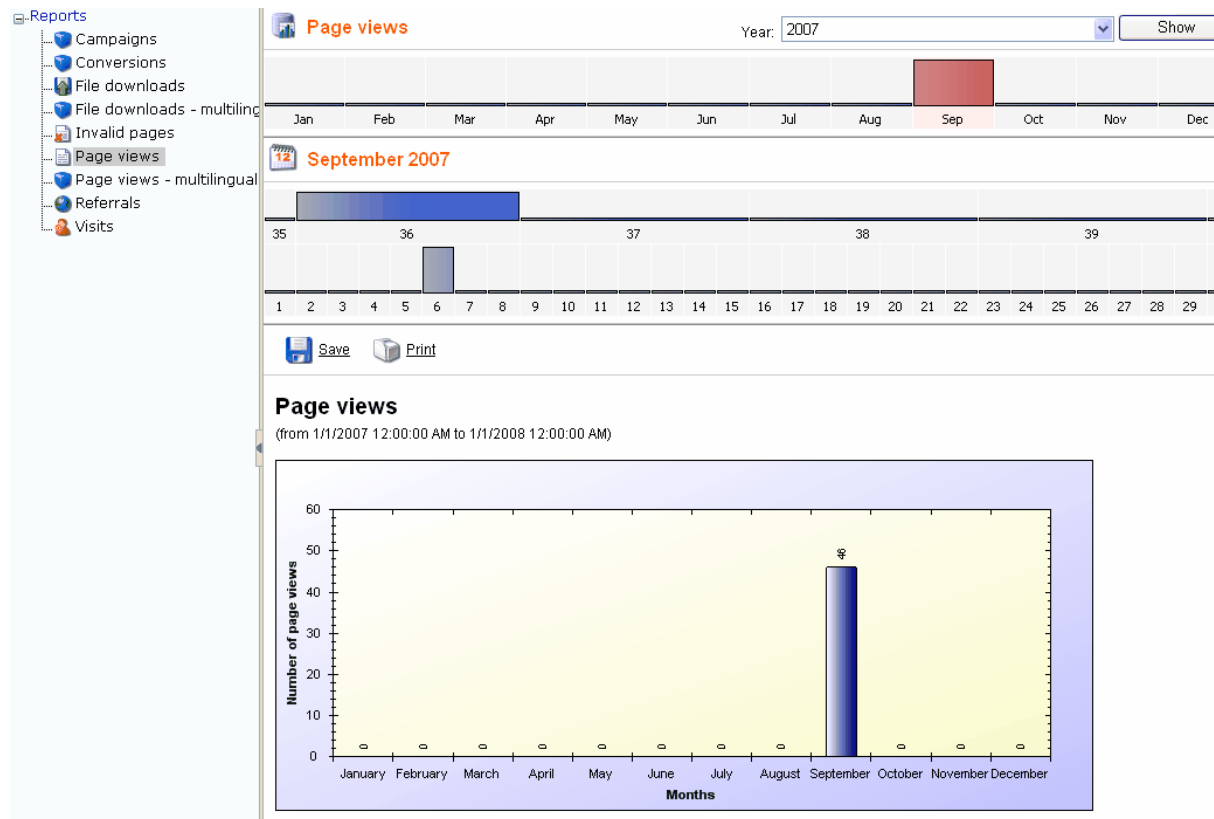 Reports
Campaigns
Conversions
File downloads
File downloads - multiling
Invalid pages
Page views
Page views - multilingual
Referrals
Visits
Page views
Year: 2007 Show
Jan Feb Mar Apr May Jun Jul Aug Sep Oct Nov Dec
12 September 2007
35 36 37 38 39
1 2 3 4 5 6 7 8 9 10 11 12 13 14 15 16 17 18 19 20 21 22 23 24 25 26 27 28 29
Save Print
Page views
(from 1/1/2007 12:00:00 AM to 1/1/2008 12:00:00 AM)
Number of page views
60
50
40
30
20
10
0
0 0 0 0 0 0 0 0 46 0 0 0
January February March April May June July August September October November December
Months